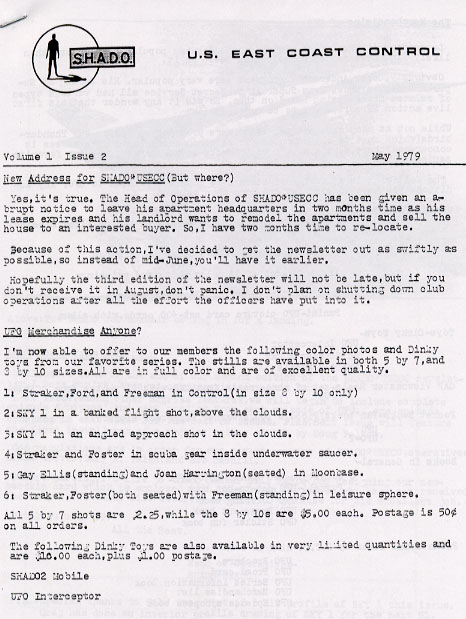 S.H.A.D.O.
U.S. EAST COAST CONTROL
Volume 1 Issue 2 May 1979
New Address for SHADO*USECC(But where?)
Yes,it's true. The Head of Operations of SHADO*USECC has been given an a-
brupt notice to leave his apartment headquarters in two months time as his
lease expires and his landlord wants to remodel the apartments and sell the
house to an interested buyer. So,I have two months time to re-locate.
Because of this action,I've decided to get the newsletter out as swiftly as
possible,so instead of mid-June,you'll have it earlier.
Hopefully the third edition of the newsletter will not be late,but if you
don't receive it in August,don't panic. I don't plan on shutting down club
operations after all the effort the officers have put into it.
UFO Merchandise Anyone?
I'm now able to offer to our members the following color photos and Dinky
toys from our favorite series. The stills are available in both 5 by 7,and
8 by 10 sizes.All are in full color and are of excellent quality.
1: Straker,Ford,and Freeman in Control(in size 8 by 10 only)
2:SKY 1 in a banked flight shot,above the clouds.
3:SKY 1 in an angled approach shot in the clouds.
4:Straker and Foster in scuba gear inside underwater saucer.
5:Gay Ellis(standing)and Joan Harrington(seated) in Moonbase.
6: Straker,Foster(both seated)with Freeman(standing)in leisure sphere.
All 5 by 7 shots are $2.25,while the 8 by 10s are $5.00 each. Postage is 50¢
on all orders.
The following Dinky Toys are also available in very limited quantities and
are $16.00 each,plus $1.00 postage.
SHADO2 Mobile
UFO Interceptor